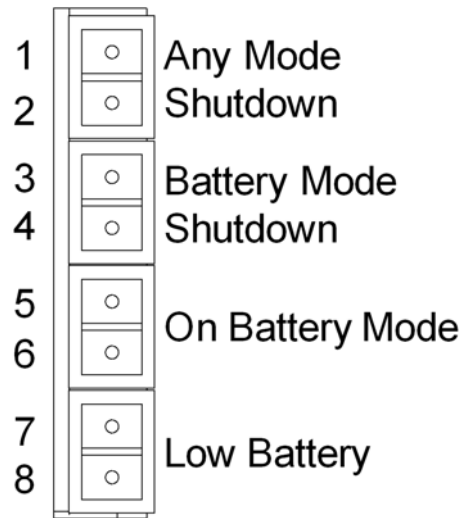 1 Any Mode
2 Shutdown
3 Battery Mode
4 Shutdown
5
On Battery Mode
6
7
Low Battery
8